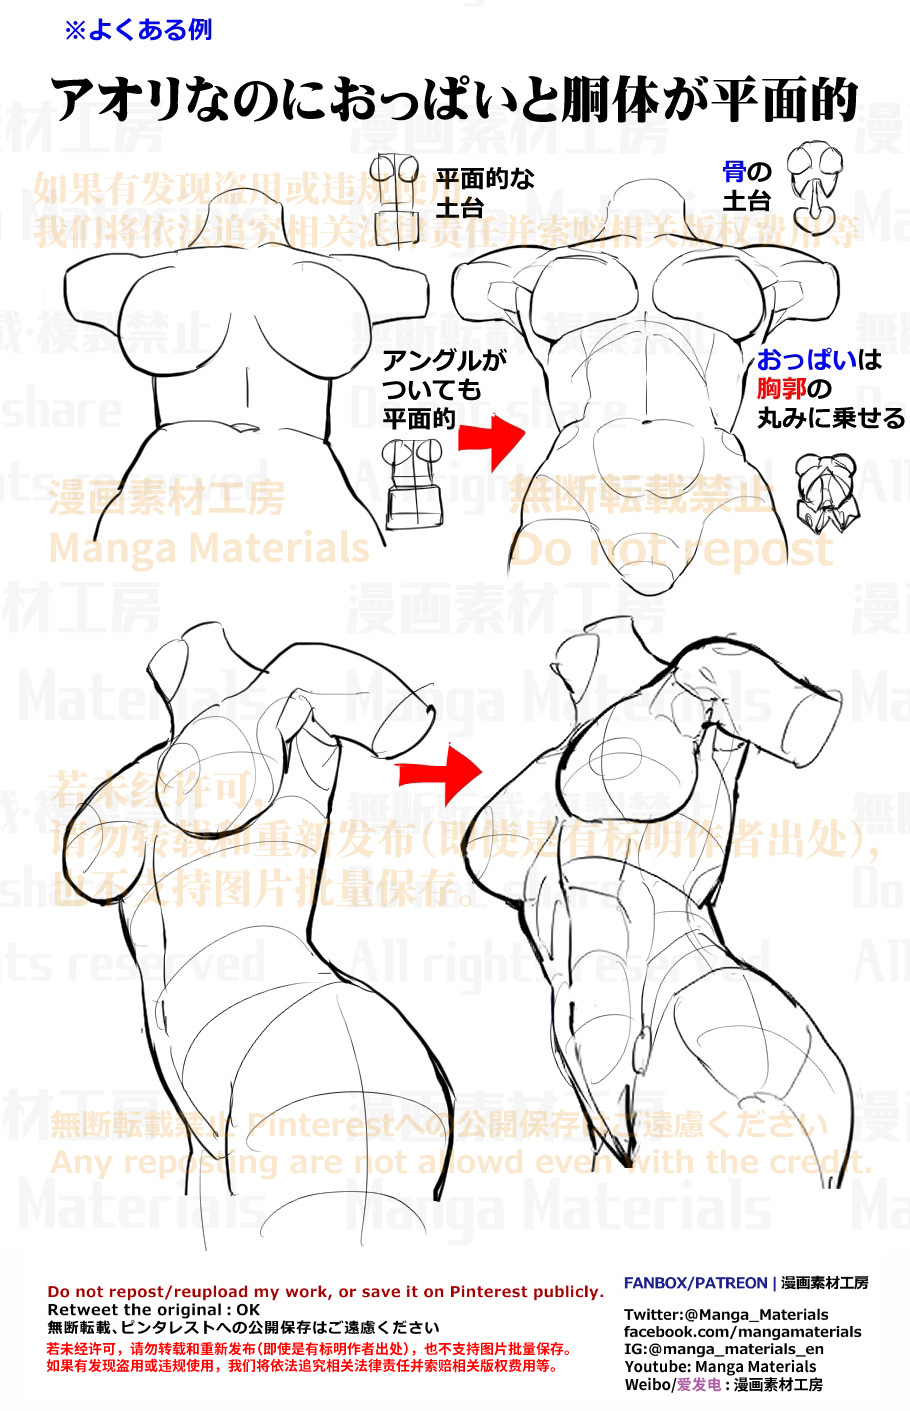 ※よくある例
アオリなのにおっぱいと胴体が平面的
平面的な
土台
骨の
土台
如果有发现盗用或违规使用
我们将依法追究相关法律责任并索赔相关版权费用等
アングルが
ついても
平面的
おっぱいは
胸郭の
丸みに乗せる
漫画素材工房
Manga Materials
無断転載禁止
Do not repost
若未经许可,
请勿转载和重新发布(即使是有标明作者出处),
也不支持图片批量保存。
無断転載禁止 Pinterestへの公開保存はご遠慮ください
Any reposting are not allowd even with the credit.
Do not repost/reupload my work, or save it on Pinterest publicly.
Retweet the original : OK
無断転載、ピンタレストへの公開保存はご遠慮ください
若未经许可，请勿转载和重新发布(即使是有标明作者出处)，也不支持图片批量保存。
如果有发现盗用或违规使用，我们将依法追究相关法律责任并索赔相关版权费用等。
FANBOX/PATREON | 漫画素材工房
Twitter:@Manga_Materials
facebook.com/mangamaterials
IG:@manga_materials_en
Youtube: Manga Materials
Weibo/爱发电 : 漫画素材工房